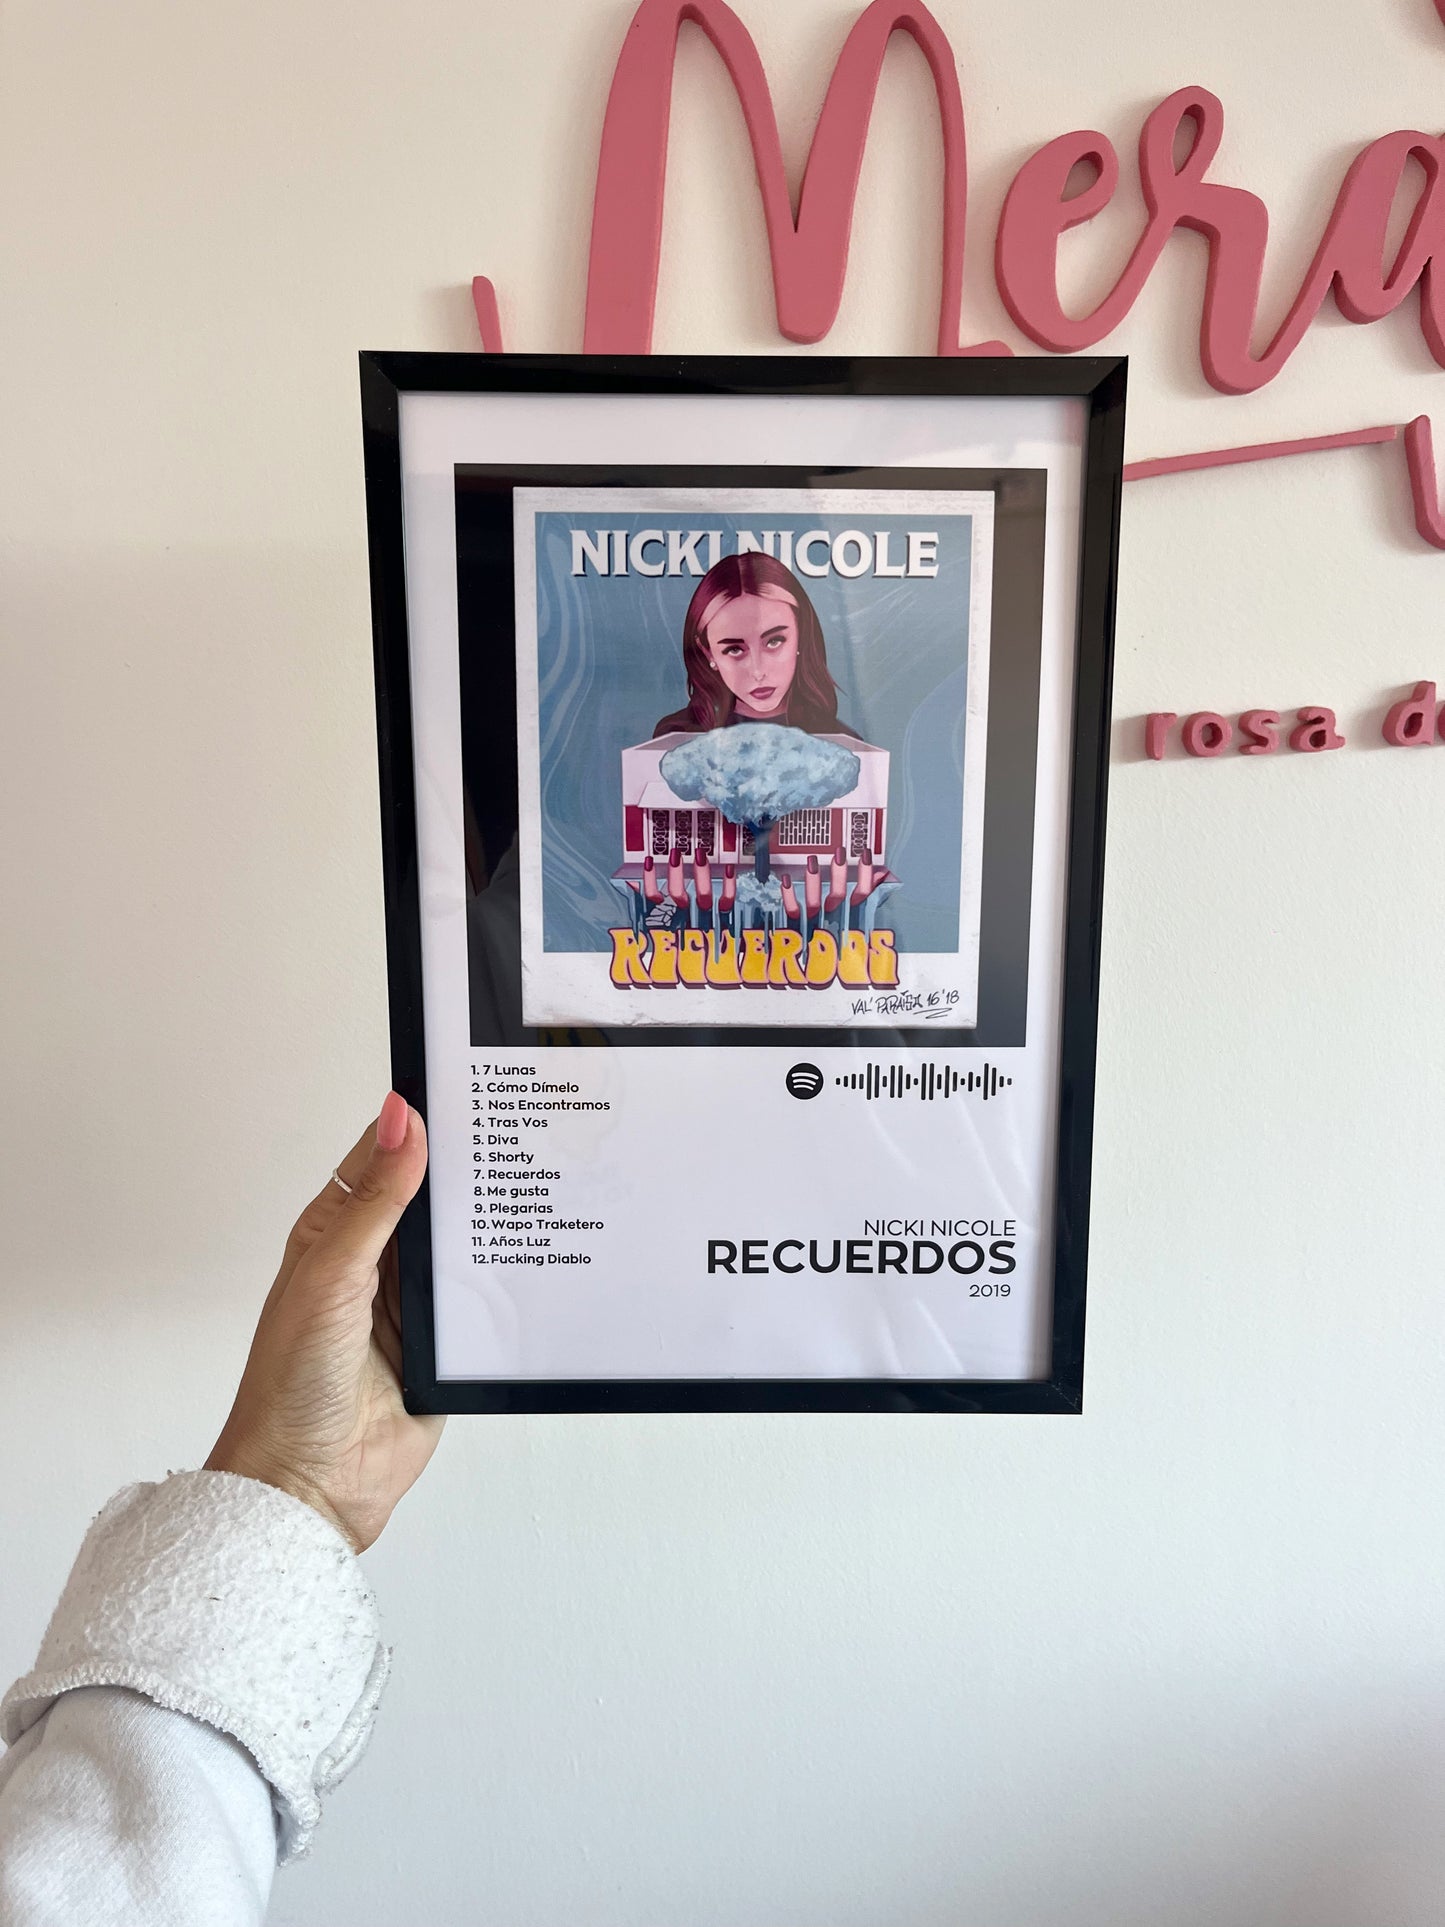 Mera
rosa de
NICKI NICOLE
RECUERDOS
VAL' PARAÍSO 16'18
1. 7 Lunas
2. Cómo Dímelo
3. Nos Encontramos
4. Tras Vos
5. Diva
6. Shorty
7. Recuerdos
8. Me gusta
9. Plegarias
10. Wapo Traketero
11. Años Luz
12. Fucking Diablo
NICKI NICOLE
RECUERDOS
2019